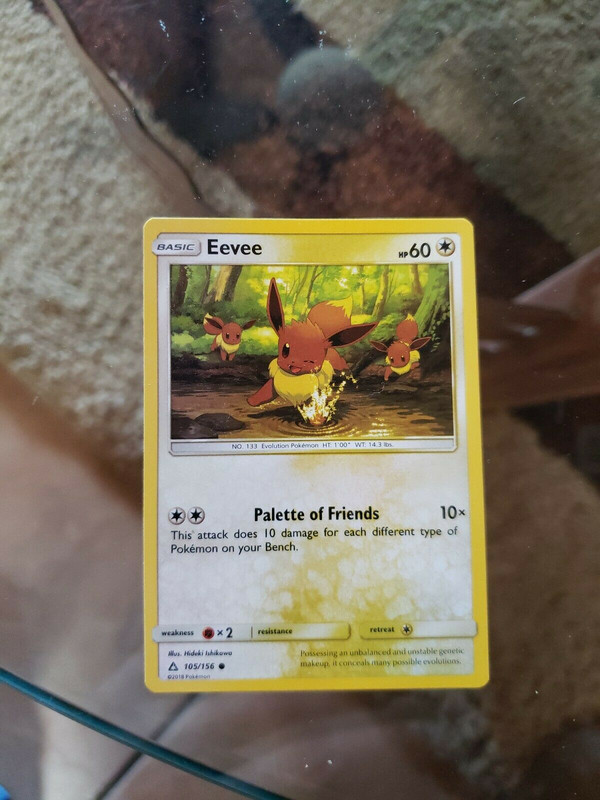 BASIC Eevee HP 60
NO. 133 Evolution Pokémon HT: 1'00" WT: 14.3 lbs.
Palette of Friends 10×
This attack does 10 damage for each different type of
Pokémon on your Bench.
weakness × 2 resistance retreat
Illus. Hideki Ishikawa
105/156
©2018 Pokémon
Possessing an unbalanced and unstable genetic
makeup, it conceals many possible evolutions.